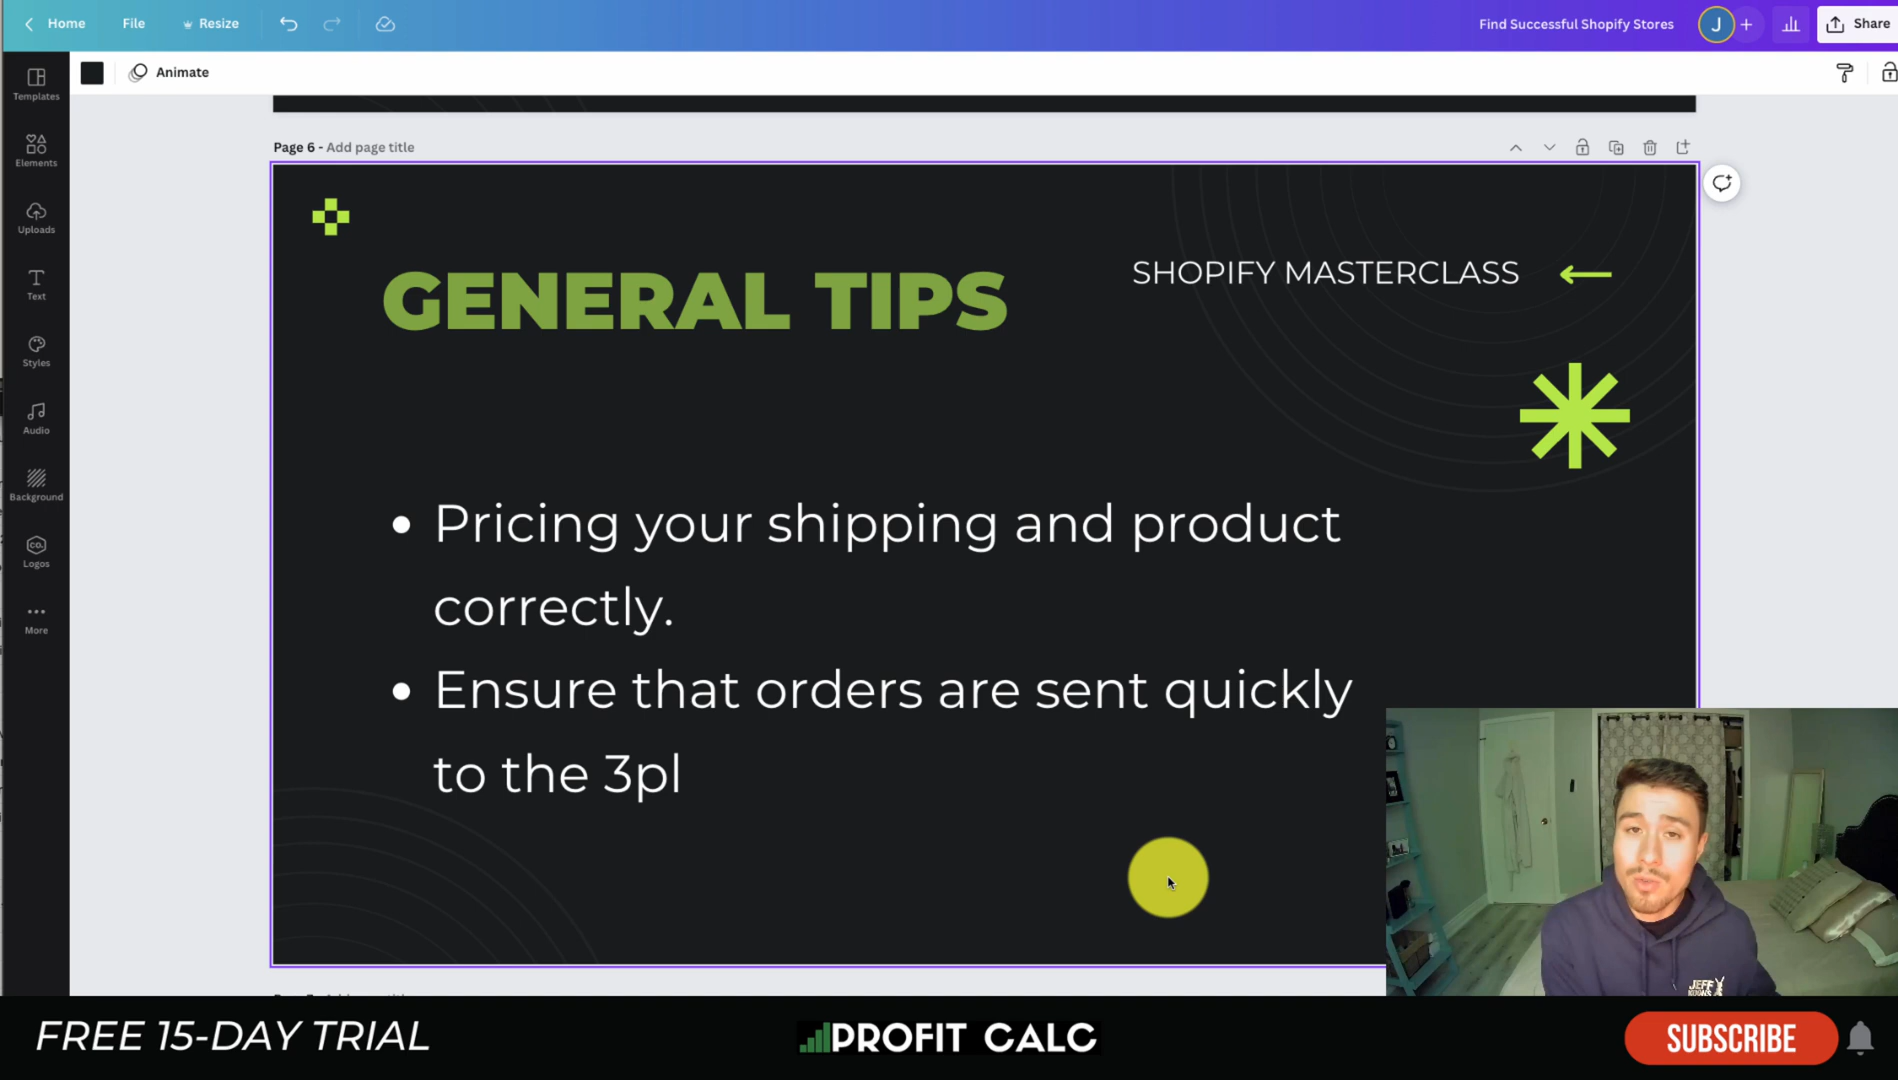 Home File Resize Find Successful Shopify Stores J Share
Animate
Templates
Elements
Uploads
Text
Styles
Audio
Background
CO.
Logos
More
Page 6 - Add page title
GENERAL TIPS
SHOPIFY MASTERCLASS
• Pricing your shipping and product
correctly.
• Ensure that orders are sent quickly
to the 3pl
JEFF
FREE 15-DAY TRIAL
PROFIT CALC
SUBSCRIBE